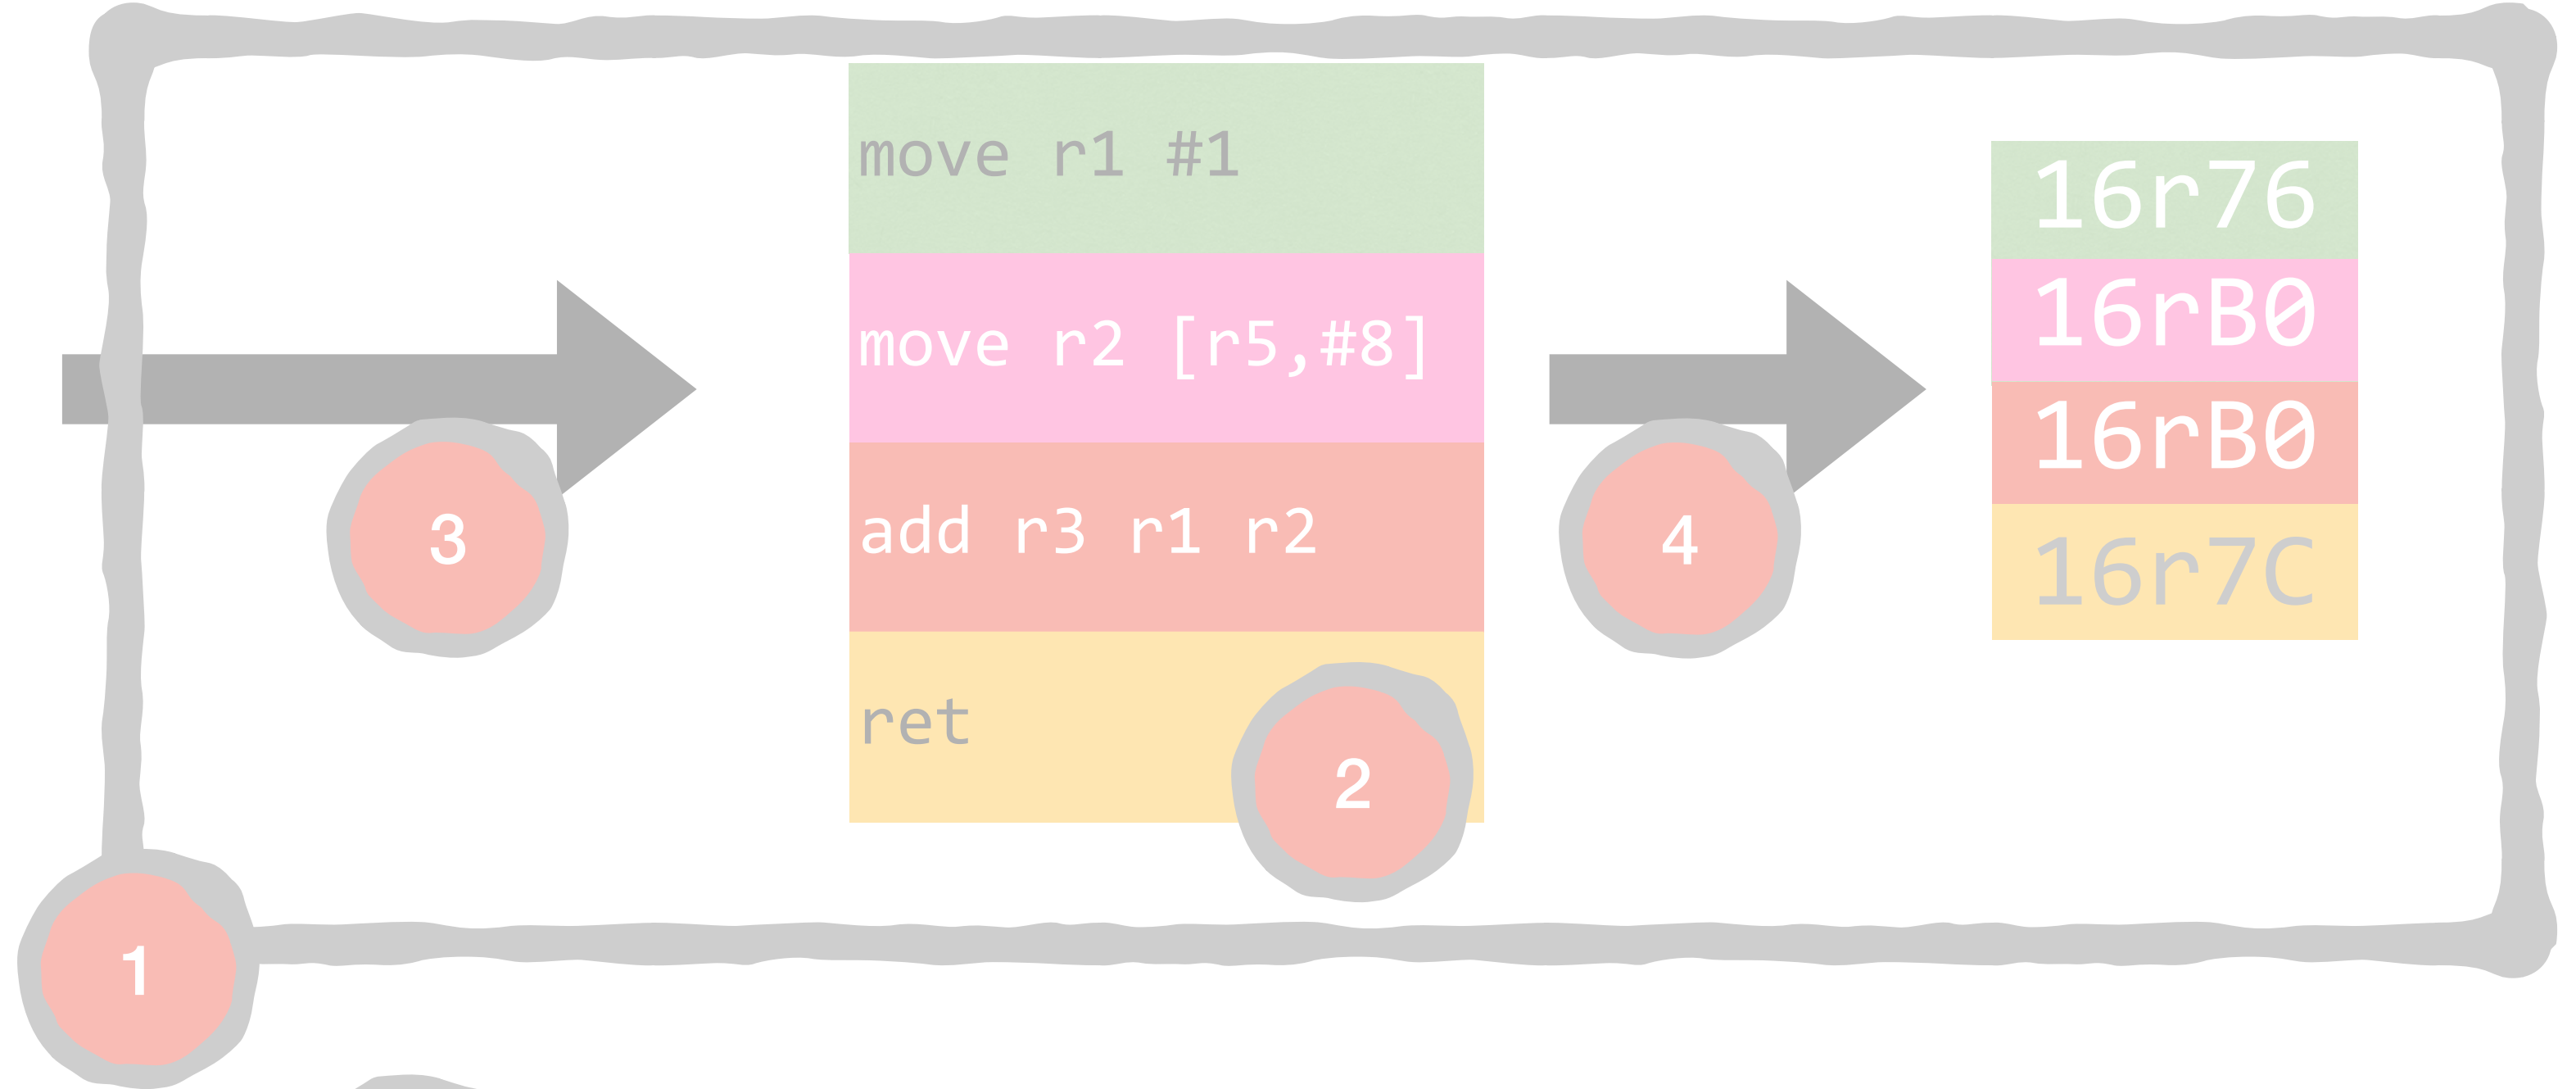 move r1 #1
move r2 [r5,#8]
add r3 r1 r2
ret
16r76
16rB0
16rB0
16r7C
3
4
2
1